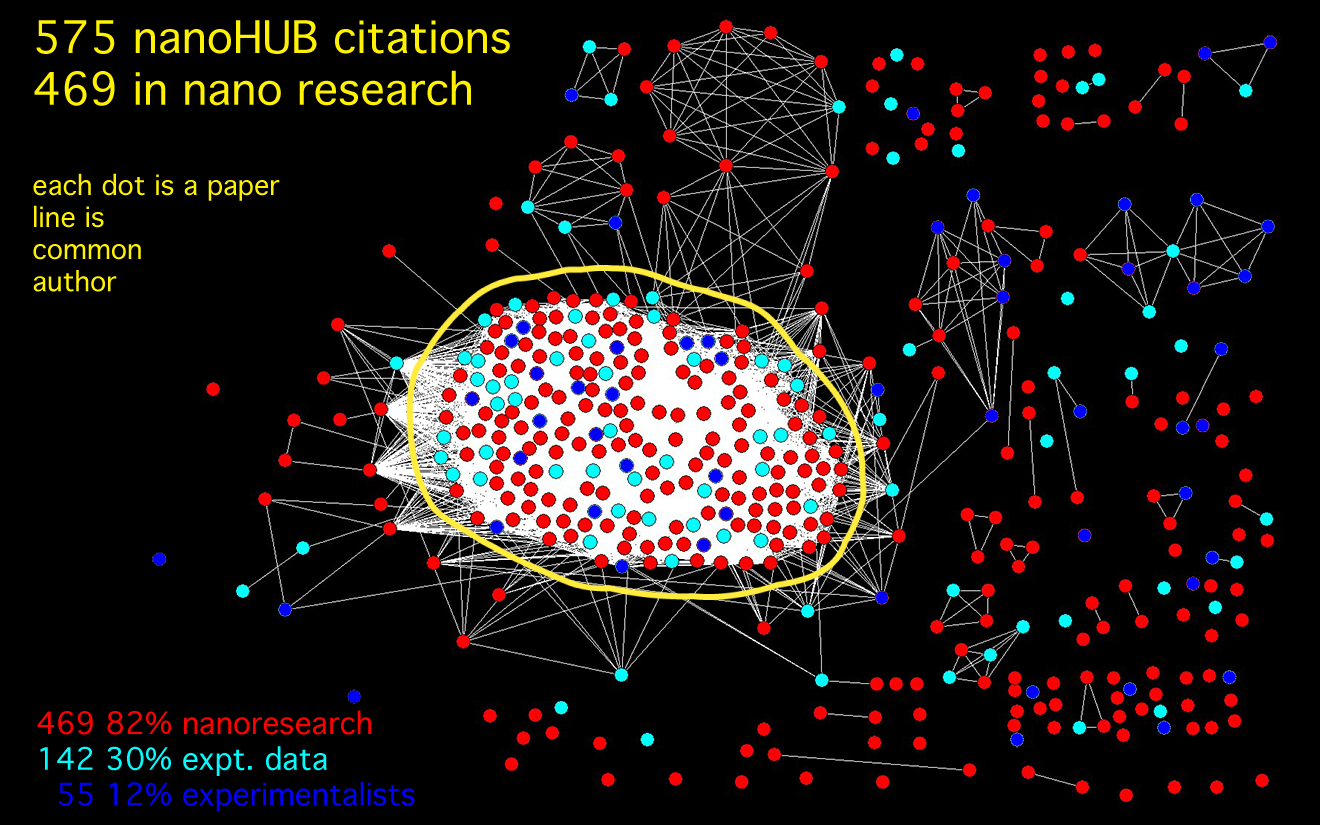 575 nanoHUB citations
469 in nano research
each dot is a paper
line is
common
author
469 82% nanoresearch
142 30% expt. data
55 12% experimentalists